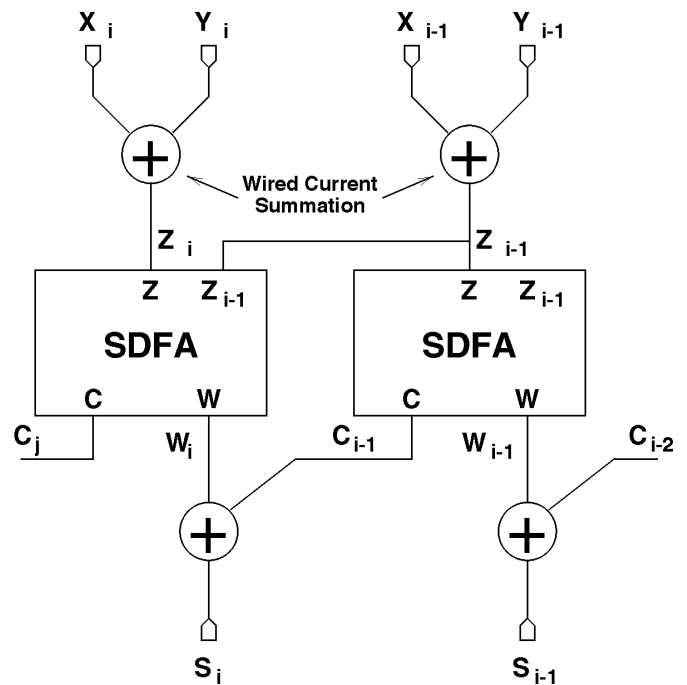 X i Y i X i-1 Y i-1
+ +
Wired Current
Summation
Z i Z i-1
Z Z i-1 Z Z i-1
SDFA SDFA
C W C W
C j W i C i-1 W i-1 C i-2
+ +
S i S i-1